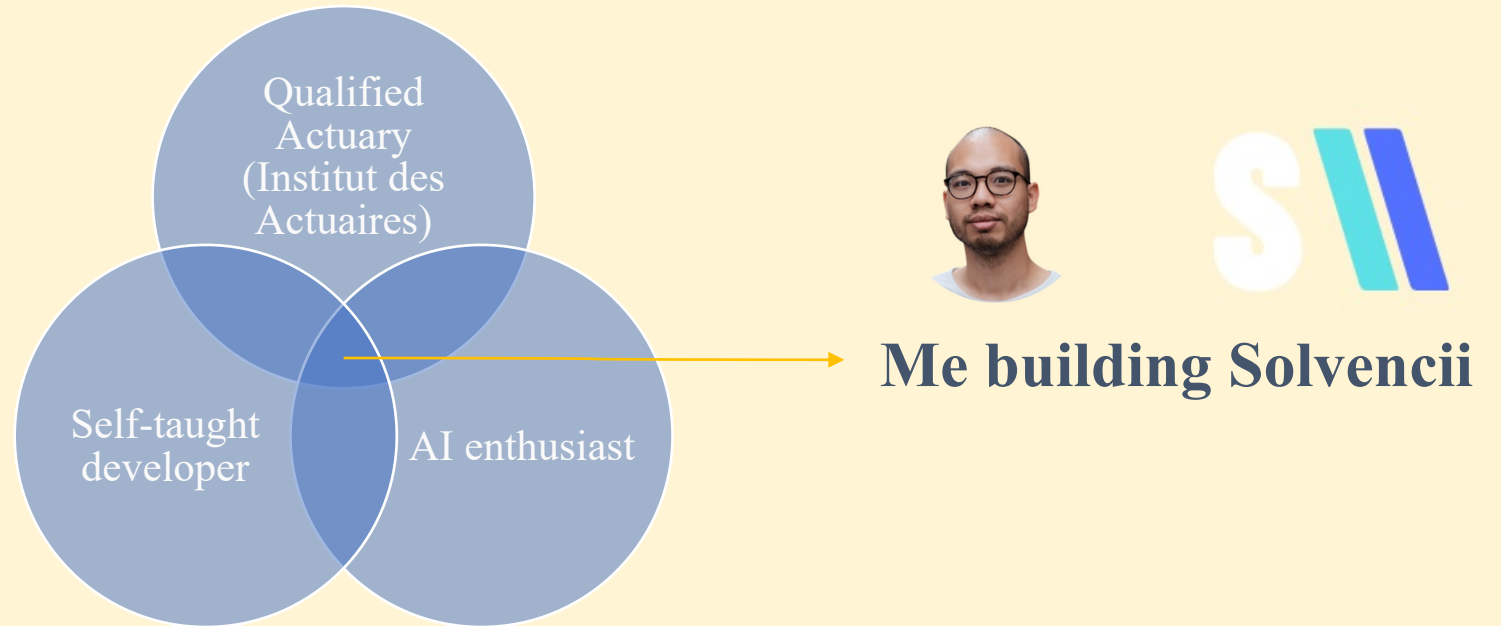 Qualified
Actuary
(Institut des
Actuaires)
Self-taught
developer
AI enthusiast
S
Me building Solvencii